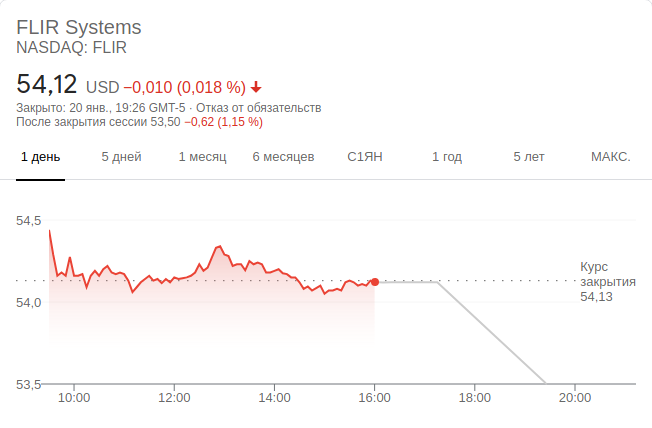 FLIR Systems
NASDAQ: FLIR
54,12 USD −0,010 (0,018 %)
Закрыто: 20 янв., 19:26 GMT-5 · Отказ от обязательств
После закрытия сессии 53,50 −0,62 (1,15 %)
1 день 5 дней 1 месяц 6 месяцев С1ЯН 1 год 5 лет МАКС.
54,5
54,0
53,5
Курс
закрытия
54,13
10:00 12:00 14:00 16:00 18:00 20:00